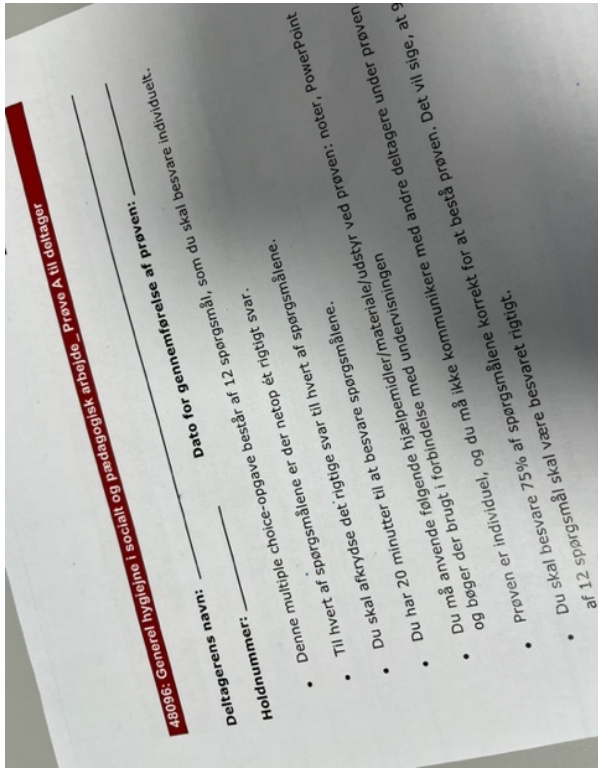 48096: Generel hygiejne i socialt og pædagogisk arbejde_ Prøve A til deltager
Deltagerens navn:
Holdnummer: Dato for gennemførelse af prøven:
• Denne multiple choice-opgave består af 12 spørgsmål, som du skal besvare individuelt.
• Til hvert af spørgsmålene er der netop ét rigtigt svar.
• Du skal afkrydse det rigtige svar til hvert af spørgsmålene.
• Du har 20 minutter til at besvare spørgsmålene.
• Du må anvende følgende hjælpemidler/materiale/udstyr ved prøven: noter, PowerPoint
og bøger der brugt i forbindelse med undervisningen
• Prøven er individuel, og du må ikke kommunikere med andre deltagere under prøven
• Du skal besvare 75% af spørgsmålene korrekt for at bestå prøven. Det vil sige, at 9
af 12 spørgsmål skal være besvaret rigtigt.